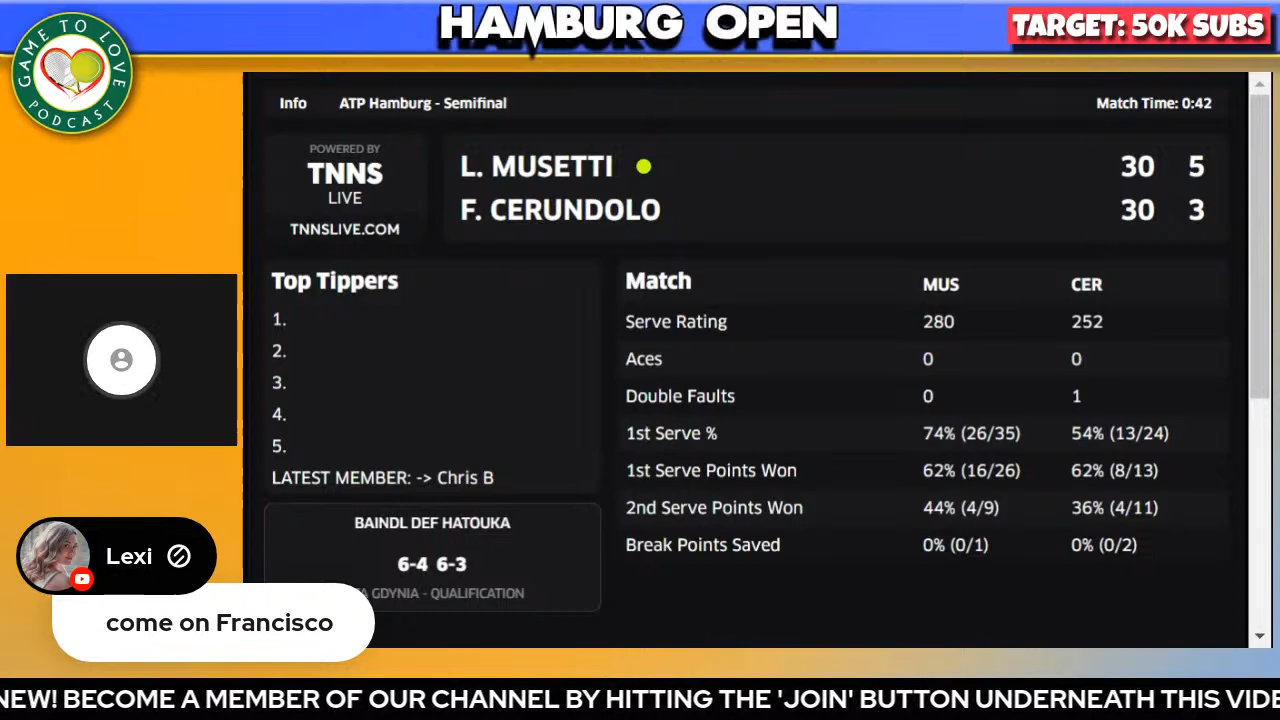 HAMBURG OPEN
TARGET: 50K SUBS
GAME TO LOVE
PODCAST
Info ATP Hamburg - Semifinal Match Time: 0:42
POWERED BY
TNNS
LIVE
TNNSLIVE.COM
L. MUSETTI 30 5
F. CERUNDOLO 30 3
Top Tippers
1.
2.
3.
4.
5.
LATEST MEMBER: -> Chris B
BAINDL DEF HATOUKA
6-4 6-3
GDYNIA - QUALIFICATION
Match MUS CER
Serve Rating 280 252
Aces 0 0
Double Faults 0 1
1st Serve % 74% (26/35) 54% (13/24)
1st Serve Points Won 62% (16/26) 62% (8/13)
2nd Serve Points Won 44% (4/9) 36% (4/11)
Break Points Saved 0% (0/1) 0% (0/2)
Lexi
come on Francisco
NEW! BECOME A MEMBER OF OUR CHANNEL BY HITTING THE 'JOIN' BUTTON UNDERNEATH THIS VIDE